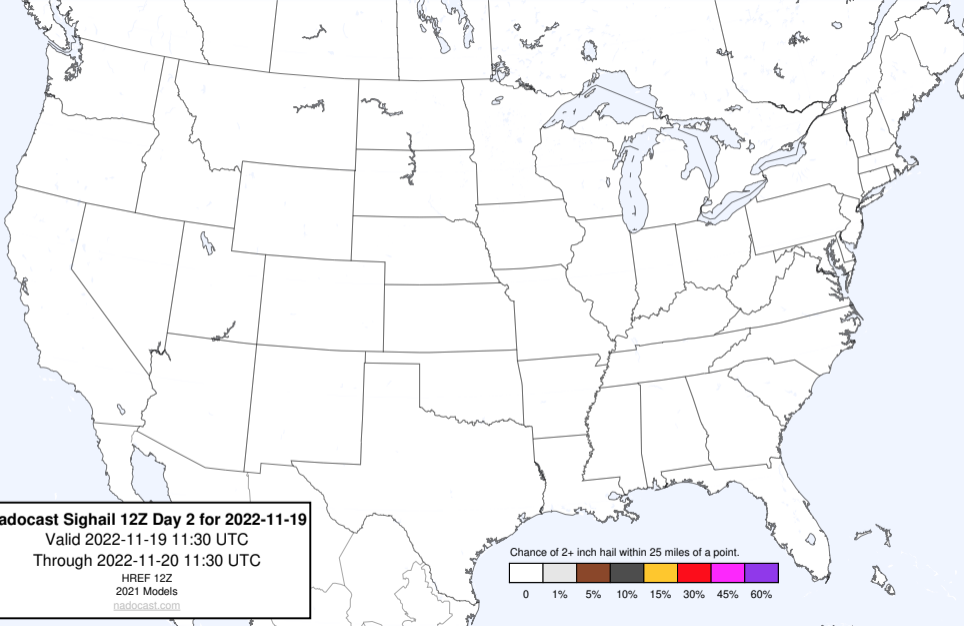 adocast Sighail 12Z Day 2 for 2022-11-19
Valid 2022-11-19 11:30 UTC
Through 2022-11-20 11:30 UTC
HREF 12Z
2021 Models
nadocast.com
Chance of 2+ inch hail within 25 miles of a point.
0 1% 5% 10% 15% 30% 45% 60%